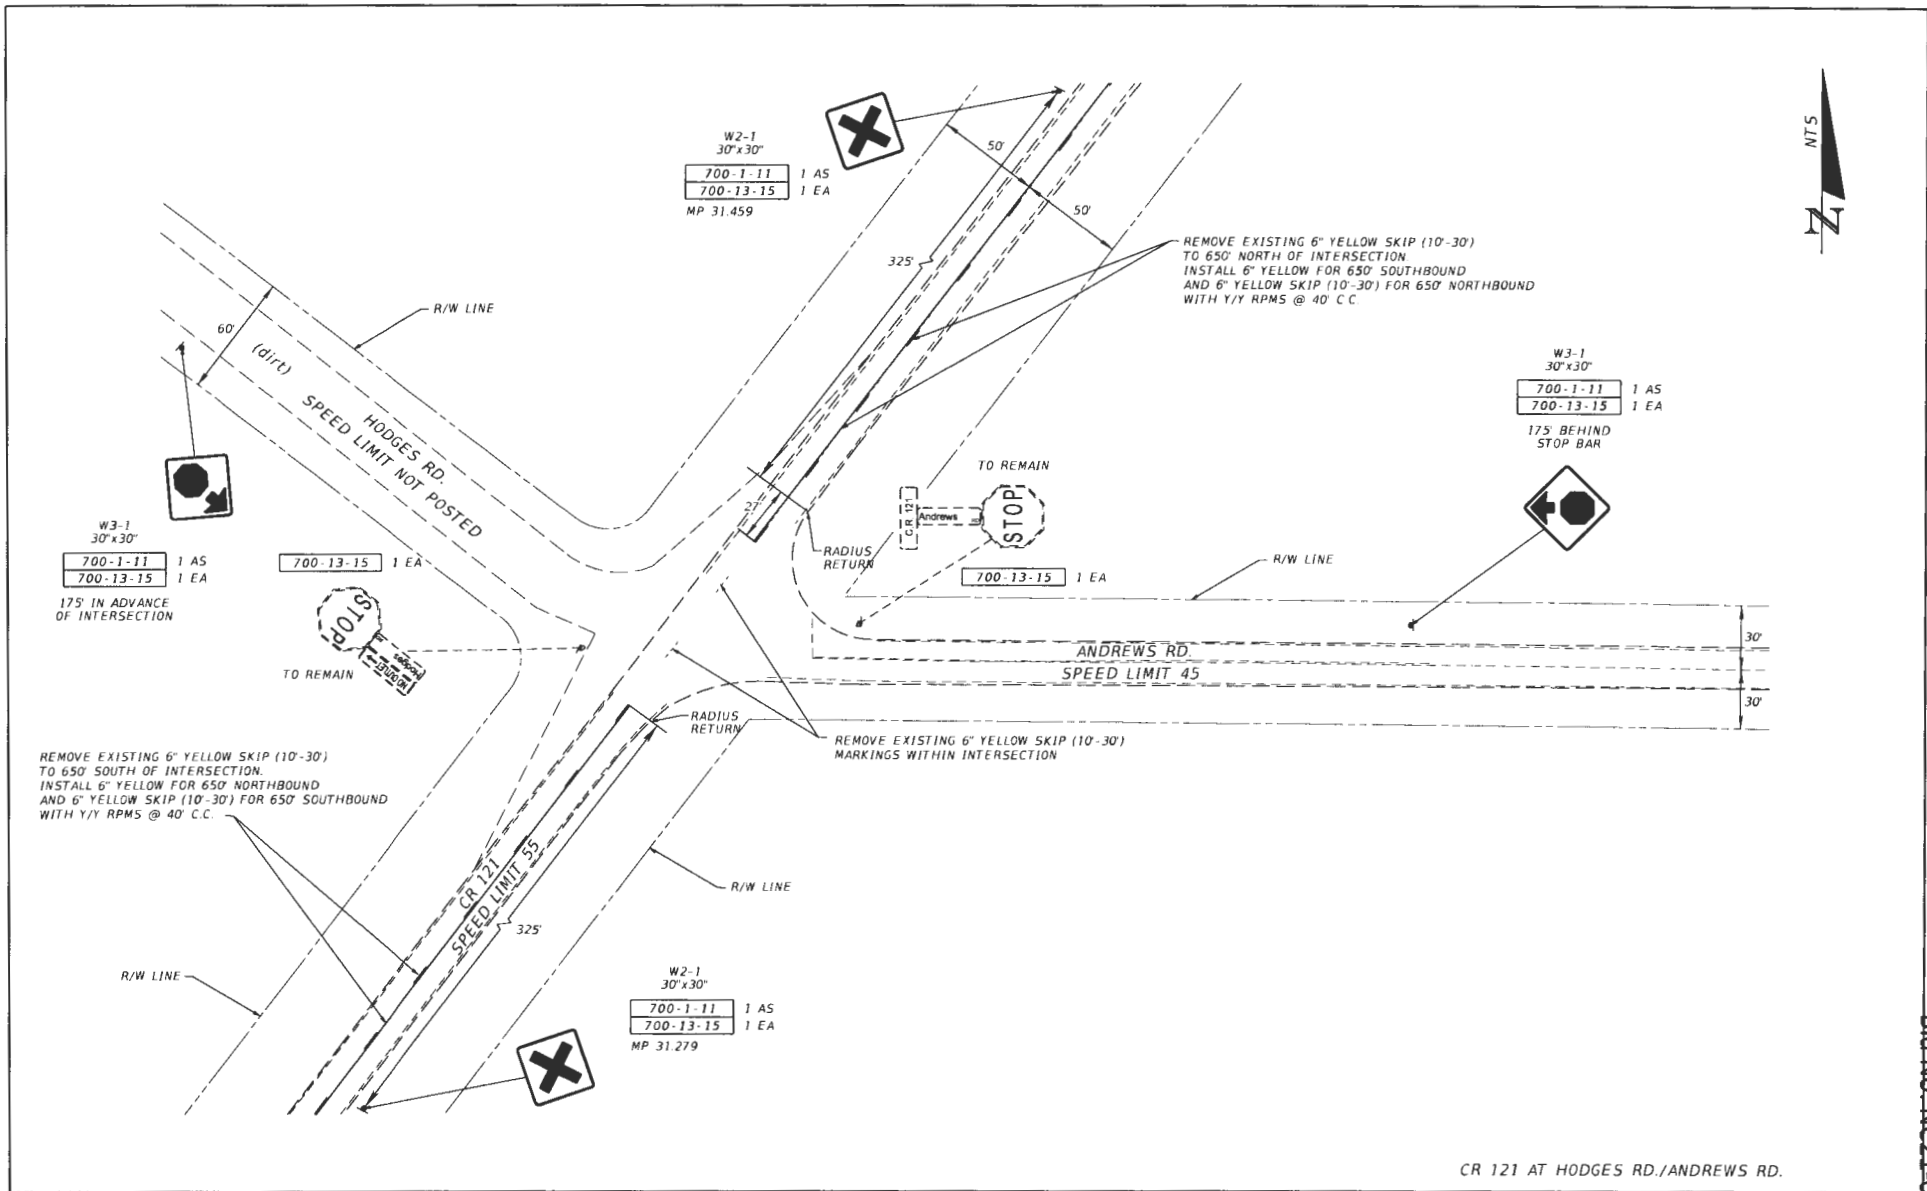 NTS
N
W2-1
30"x30"
700-1-11 1 AS
700-13-15 1 EA
MP 31.459
50'
50'
325'
REMOVE EXISTING 6" YELLOW SKIP (10'-30')
TO 650' NORTH OF INTERSECTION
INSTALL 6" YELLOW FOR 650' SOUTHBOUND
AND 6" YELLOW SKIP (10'-30') FOR 650' NORTHBOUND
WITH Y/Y RPMS @ 40' C.C.
R/W LINE
60'
(dirt)
HODGES RD.
SPEED LIMIT NOT POSTED
W3-1
30"x30"
700-1-11 1 AS
700-13-15 1 EA
175' BEHIND
STOP BAR
TO REMAIN
STOP
CR 121
Andrews
RADIUS
RETURN
27'
700-13-15 1 EA
R/W LINE
W3-1
30"x30"
700-1-11 1 AS
700-13-15 1 EA
175' IN ADVANCE
OF INTERSECTION
700-13-15 1 EA
STOP
Hodges
NO OUTLET
TO REMAIN
30'
ANDREWS RD.
SPEED LIMIT 45
30'
RADIUS
RETURN
REMOVE EXISTING 6" YELLOW SKIP (10'-30')
MARKINGS WITHIN INTERSECTION
REMOVE EXISTING 6" YELLOW SKIP (10'-30')
TO 650' SOUTH OF INTERSECTION.
INSTALL 6" YELLOW FOR 650' NORTHBOUND
AND 6" YELLOW SKIP (10'-30') FOR 650' SOUTHBOUND
WITH Y/Y RPMS @ 40' C.C.
CR 121
SPEED LIMIT 55
325'
R/W LINE
R/W LINE
W2-1
30"x30"
700-1-11 1 AS
700-13-15 1 EA
MP 31.279
CR 121 AT HODGES RD./ANDREWS RD.